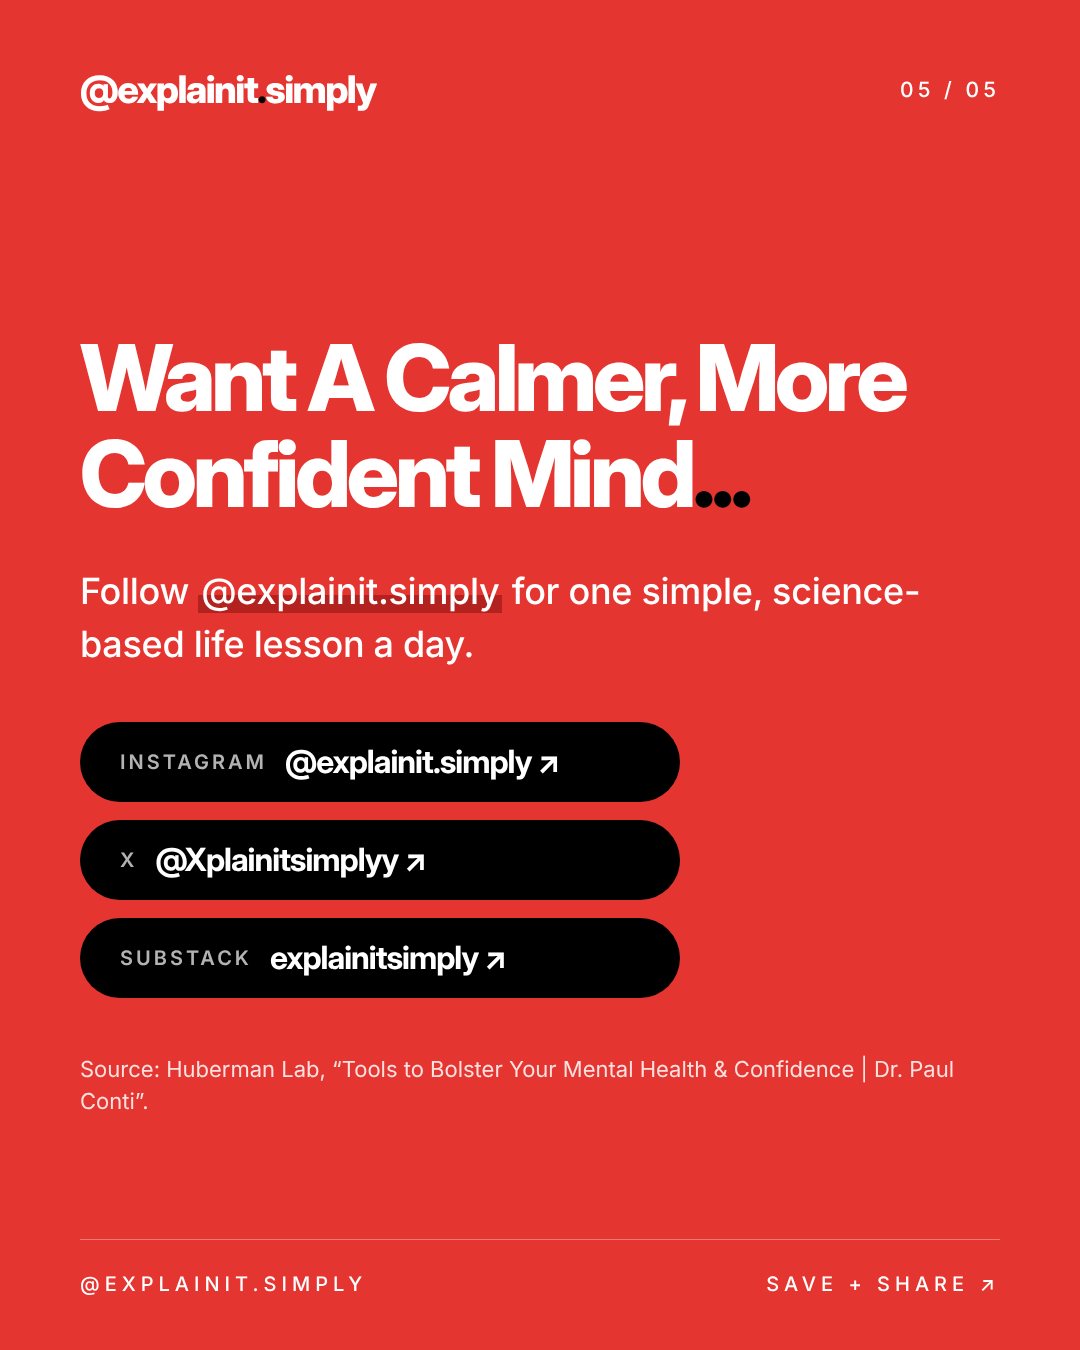 @explainit.simply
05 / 05
Want A Calmer, More
Confident Mind...
Follow @explainit.simply for one simple, science-
based life lesson a day.
INSTAGRAM @explainit.simply ↗
X @Xplainitsimplyy ↗
SUBSTACK explainitsimply ↗
Source: Huberman Lab, “Tools to Bolster Your Mental Health & Confidence | Dr. Paul
Conti”.
@EXPLAINIT.SIMPLY
SAVE + SHARE ↗